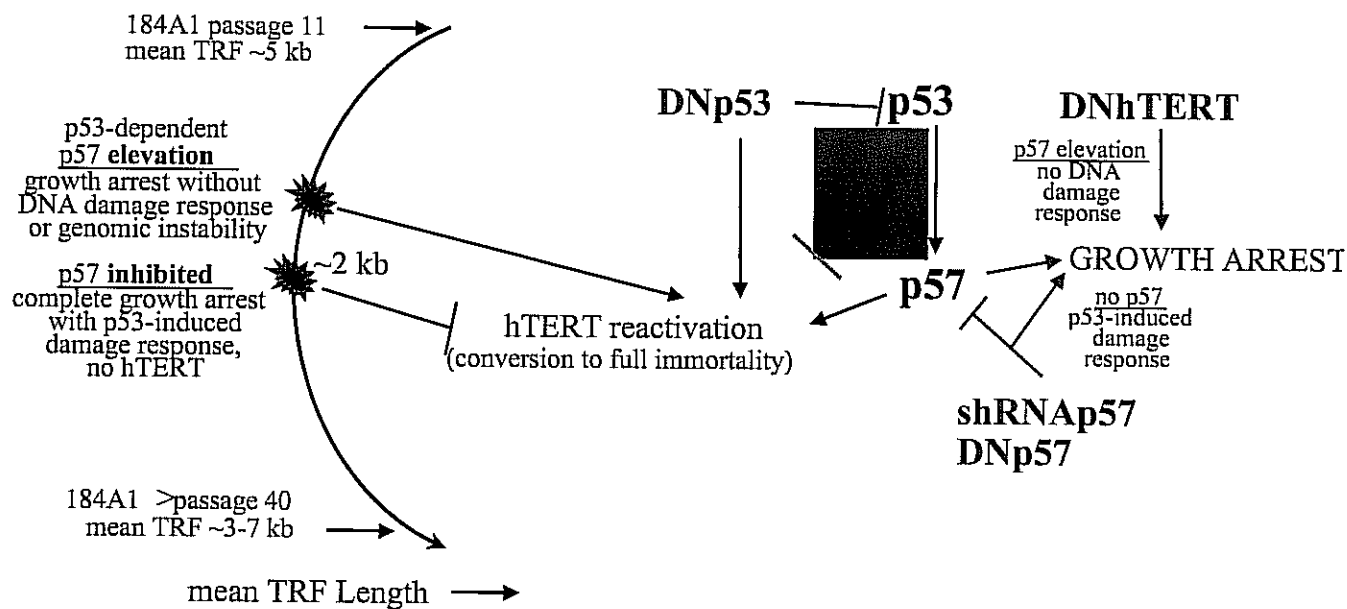 184A1 passage 11
mean TRF ~5 kb
p53-dependent
p57 elevation
growth arrest without
DNA damage response
or genomic instability
~2 kb
p57 inhibited
complete growth arrest
with p53-induced
damage response,
no hTERT
184A1 >passage 40
mean TRF ~3-7 kb
mean TRF Length
DNp53
p53
hTERT reactivation
(conversion to full immortality)
p57
DNhTERT
p57 elevation
no DNA
damage
response
GROWTH ARREST
no p57
p53-induced
damage
response
shRNAp57
DNp57